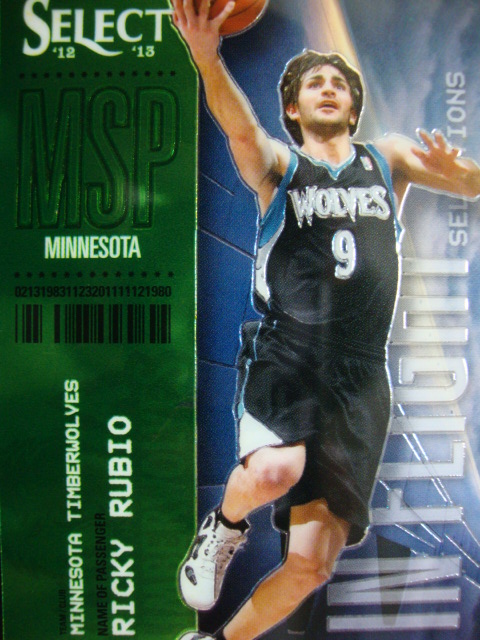 SELECT
'12 '13
MSP
MINNESOTA
0213198311232011111121980
TEAM/CLUB
MINNESOTA TIMBERWOLVES
NAME OF PASSENGER
RICKY RUBIO
WOLVES
9
IN FLIGHT
SELECTIONS